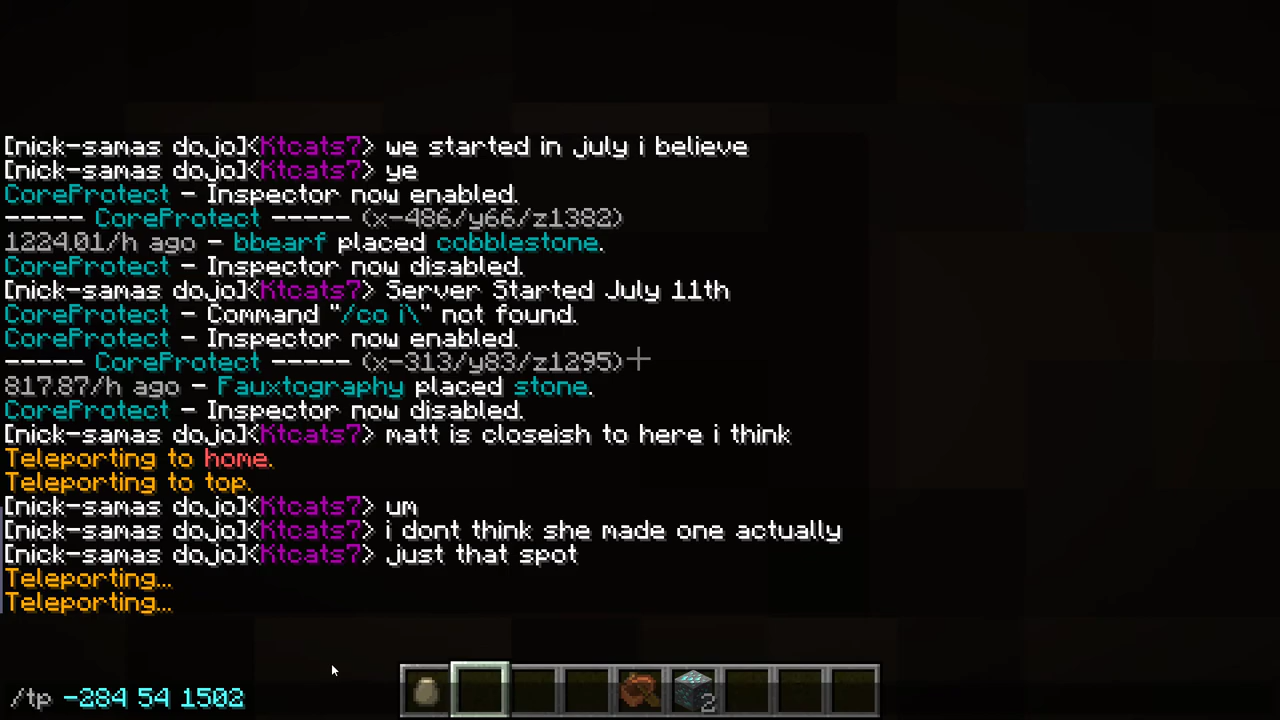 [nick-samas dojo]<Ktcats7> we started in july i believe
[nick-samas dojo]<Ktcats7> ye
CoreProtect - Inspector now enabled.
----- CoreProtect ----- (x-486/y66/z1382)
1224.01/h ago - bbearf placed cobblestone.
CoreProtect - Inspector now disabled.
[nick-samas dojo]<Ktcats7> Server Started July 11th
CoreProtect - Command "/co i\" not found.
CoreProtect - Inspector now enabled.
----- CoreProtect ----- (x-313/y83/z1295)
817.87/h ago - Fauxtography placed stone.
CoreProtect - Inspector now disabled.
[nick-samas dojo]<Ktcats7> matt is closeish to here i think
Teleporting to home.
Teleporting to top.
[nick-samas dojo]<Ktcats7> um
[nick-samas dojo]<Ktcats7> i dont think she made one actually
[nick-samas dojo]<Ktcats7> just that spot
Teleporting...
Teleporting...
2
/tp -284 54 1502